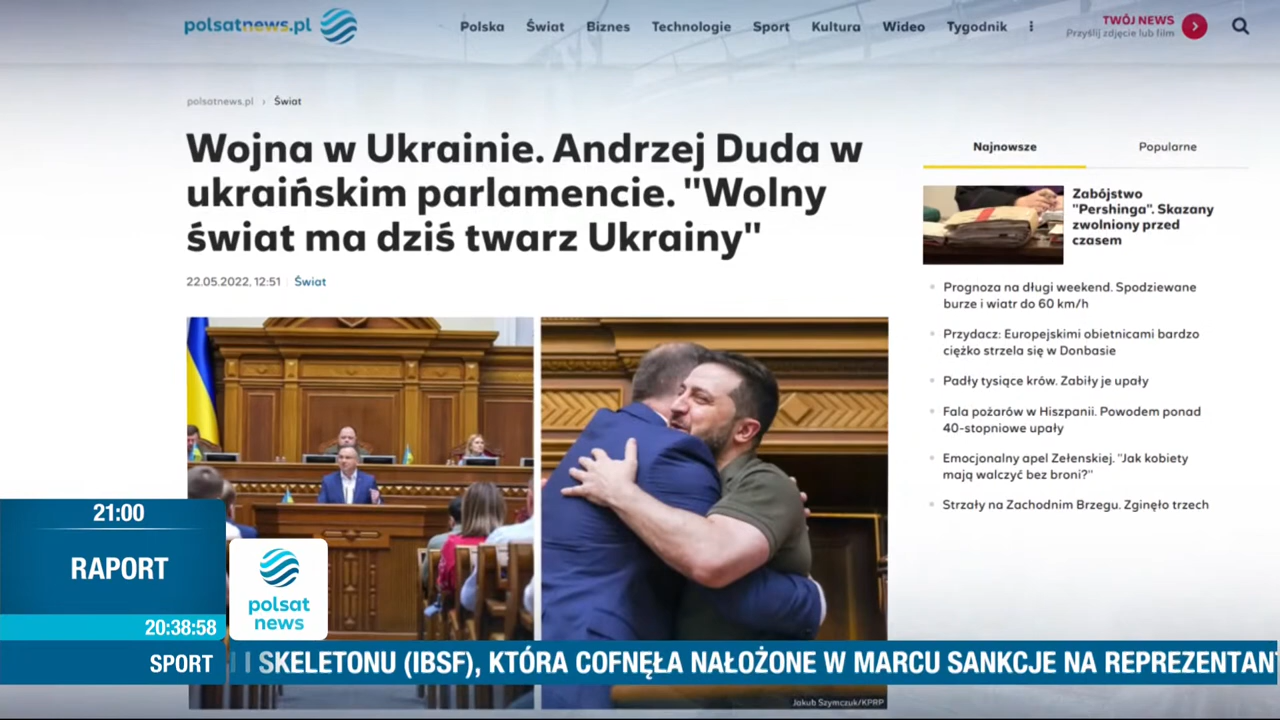 polsatnews.pl
Polska Świat Biznes Technologie Sport Kultura Wideo Tygodnik
TWÓJ NEWS
Przyślij zdjęcie lub film
polsatnews.pl › Świat
Wojna w Ukrainie. Andrzej Duda w
ukraińskim parlamencie. "Wolny
świat ma dziś twarz Ukrainy"
22.05.2022, 12:51 Świat
Najnowsze Popularne
Zabójstwo
"Pershinga". Skazany
zwolniony przed
czasem
Prognoza na długi weekend. Spodziewane
burze i wiatr do 60 km/h
Przydacz: Europejskimi obietnicami bardzo
ciężko strzela się w Donbasie
Padły tysiące krów. Zabiły je upały
Fala pożarów w Hiszpanii. Powodem ponad
40-stopniowe upały
Emocjonalny apel Zełenskiej. "Jak kobiety
mają walczyć bez broni?"
Strzały na Zachodnim Brzegu. Zginęło trzech
21:00
RAPORT
polsat
news
20:38:58
SPORT
SKELETONU (IBSF), KTÓRA COFNĘŁA NAŁOŻONE W MARCU SANKCJE NA REPREZENTANT
Jakub Szymczuk/KPRP